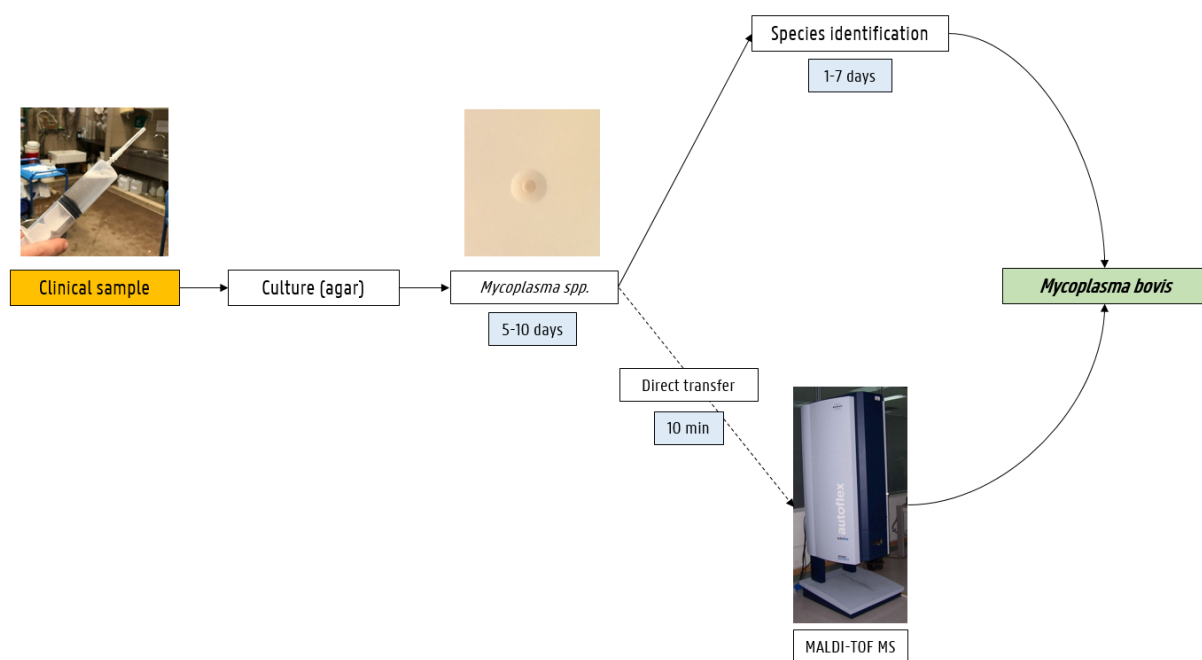 Species identification
1-7 days
Clinical sample
Culture (agar)
Mycoplasma spp.
5-10 days
Mycoplasma bovis
Direct transfer
10 min
autoflex
MALDI-TOF MS